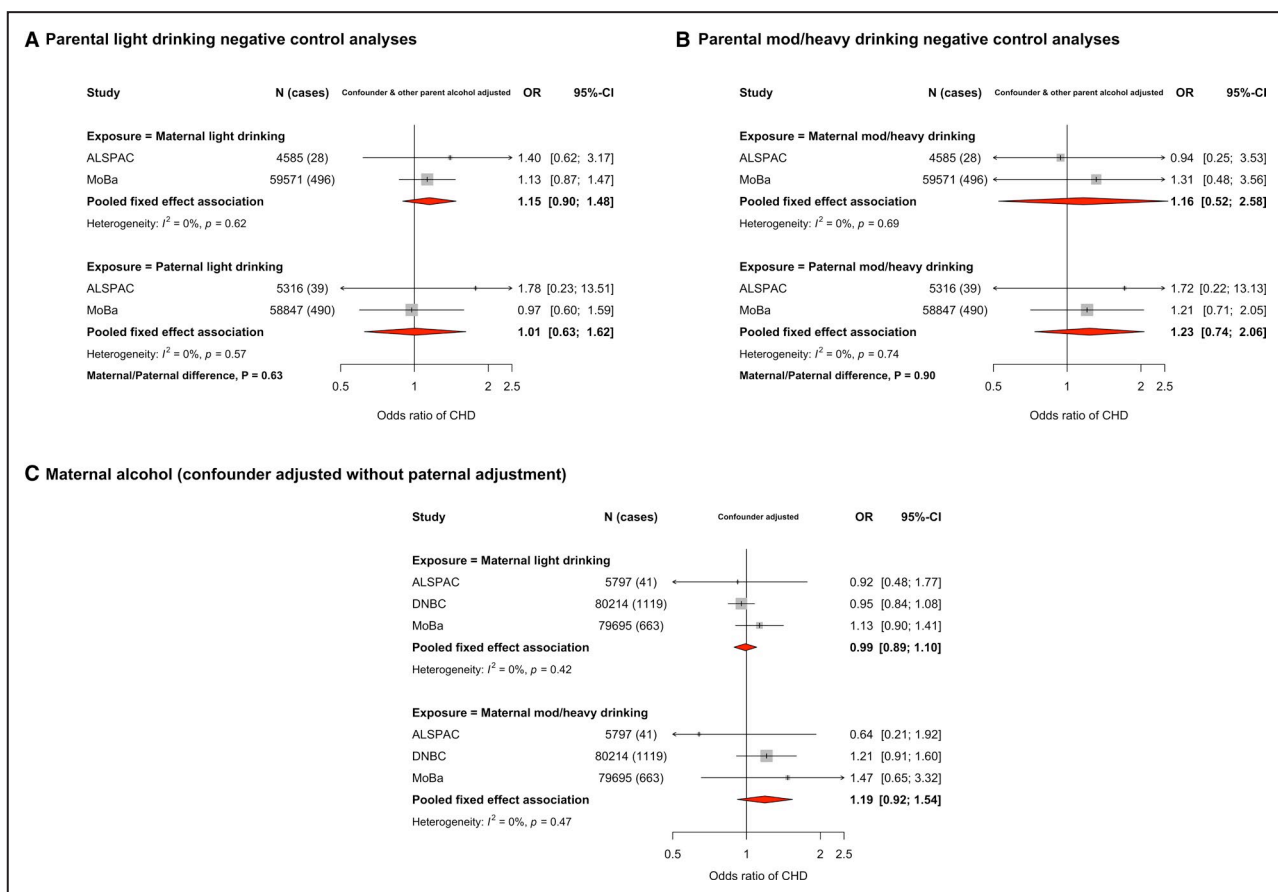 A Parental light drinking negative control analyses
Study N (cases) Confounder & other parent alcohol adjusted OR 95%-CI
Exposure = Maternal light drinking
ALSPAC 4585 (28) 1.40 [0.62; 3.17]
MoBa 59571 (496) 1.13 [0.87; 1.47]
Pooled fixed effect association 1.15 [0.90; 1.48]
Heterogeneity: I² = 0%, p = 0.62
Exposure = Paternal light drinking
ALSPAC 5316 (39) 1.78 [0.23; 13.51]
MoBa 58847 (490) 0.97 [0.60; 1.59]
Pooled fixed effect association 1.01 [0.63; 1.62]
Heterogeneity: I² = 0%, p = 0.57
Maternal/Paternal difference, P = 0.63
0.5 1 2 2.5
Odds ratio of CHD
B Parental mod/heavy drinking negative control analyses
Study N (cases) Confounder & other parent alcohol adjusted OR 95%-CI
Exposure = Maternal mod/heavy drinking
ALSPAC 4585 (28) 0.94 [0.25; 3.53]
MoBa 59571 (496) 1.31 [0.48; 3.56]
Pooled fixed effect association 1.16 [0.52; 2.58]
Heterogeneity: I² = 0%, p = 0.69
Exposure = Paternal mod/heavy drinking
ALSPAC 5316 (39) 1.72 [0.22; 13.13]
MoBa 58847 (490) 1.21 [0.71; 2.05]
Pooled fixed effect association 1.23 [0.74; 2.06]
Heterogeneity: I² = 0%, p = 0.74
Maternal/Paternal difference, P = 0.90
0.5 1 2 2.5
Odds ratio of CHD
C Maternal alcohol (confounder adjusted without paternal adjustment)
Study N (cases) Confounder adjusted OR 95%-CI
Exposure = Maternal light drinking
ALSPAC 5797 (41) 0.92 [0.48; 1.77]
DNBC 80214 (1119) 0.95 [0.84; 1.08]
MoBa 79695 (663) 1.13 [0.90; 1.41]
Pooled fixed effect association 0.99 [0.89; 1.10]
Heterogeneity: I² = 0%, p = 0.42
Exposure = Maternal mod/heavy drinking
ALSPAC 5797 (41) 0.64 [0.21; 1.92]
DNBC 80214 (1119) 1.21 [0.91; 1.60]
MoBa 79695 (663) 1.47 [0.65; 3.32]
Pooled fixed effect association 1.19 [0.92; 1.54]
Heterogeneity: I² = 0%, p = 0.47
0.5 1 2 2.5
Odds ratio of CHD